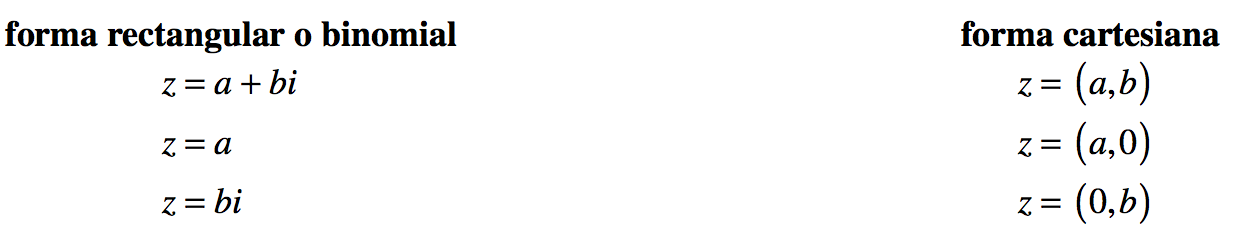 forma rectangular o binomial forma cartesiana
z = a + bi z = (a,b)
z = a z = (a,0)
z = bi z = (0,b)